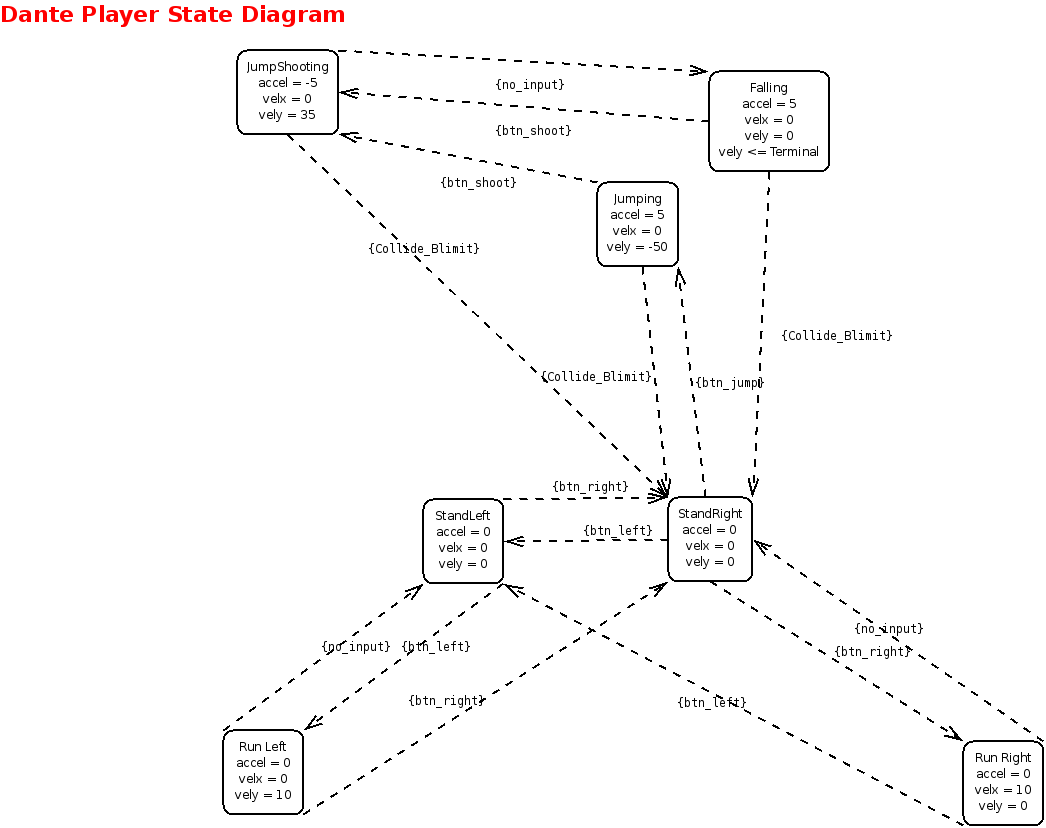 Dante Player State Diagram
JumpShooting
accel = -5
velx = 0
vely = 35
{no_input}
Falling
accel = 5
velx = 0
vely = 0
vely <= Terminal
{btn_shoot}
{btn_shoot}
Jumping
accel = 5
velx = 0
vely = -50
{Collide_Blimit}
{Collide_Blimit}
{Collide_Blimit}
{btn_jump}
{btn_right}
StandLeft
accel = 0
velx = 0
vely = 0
{btn_left}
StandRight
accel = 0
velx = 0
vely = 0
{no_input}
{btn_left}
{no_input}
{btn_right}
{btn_right}
{btn_left}
Run Left
accel = 0
velx = 0
vely = 10
Run Right
accel = 0
velx = 10
vely = 0